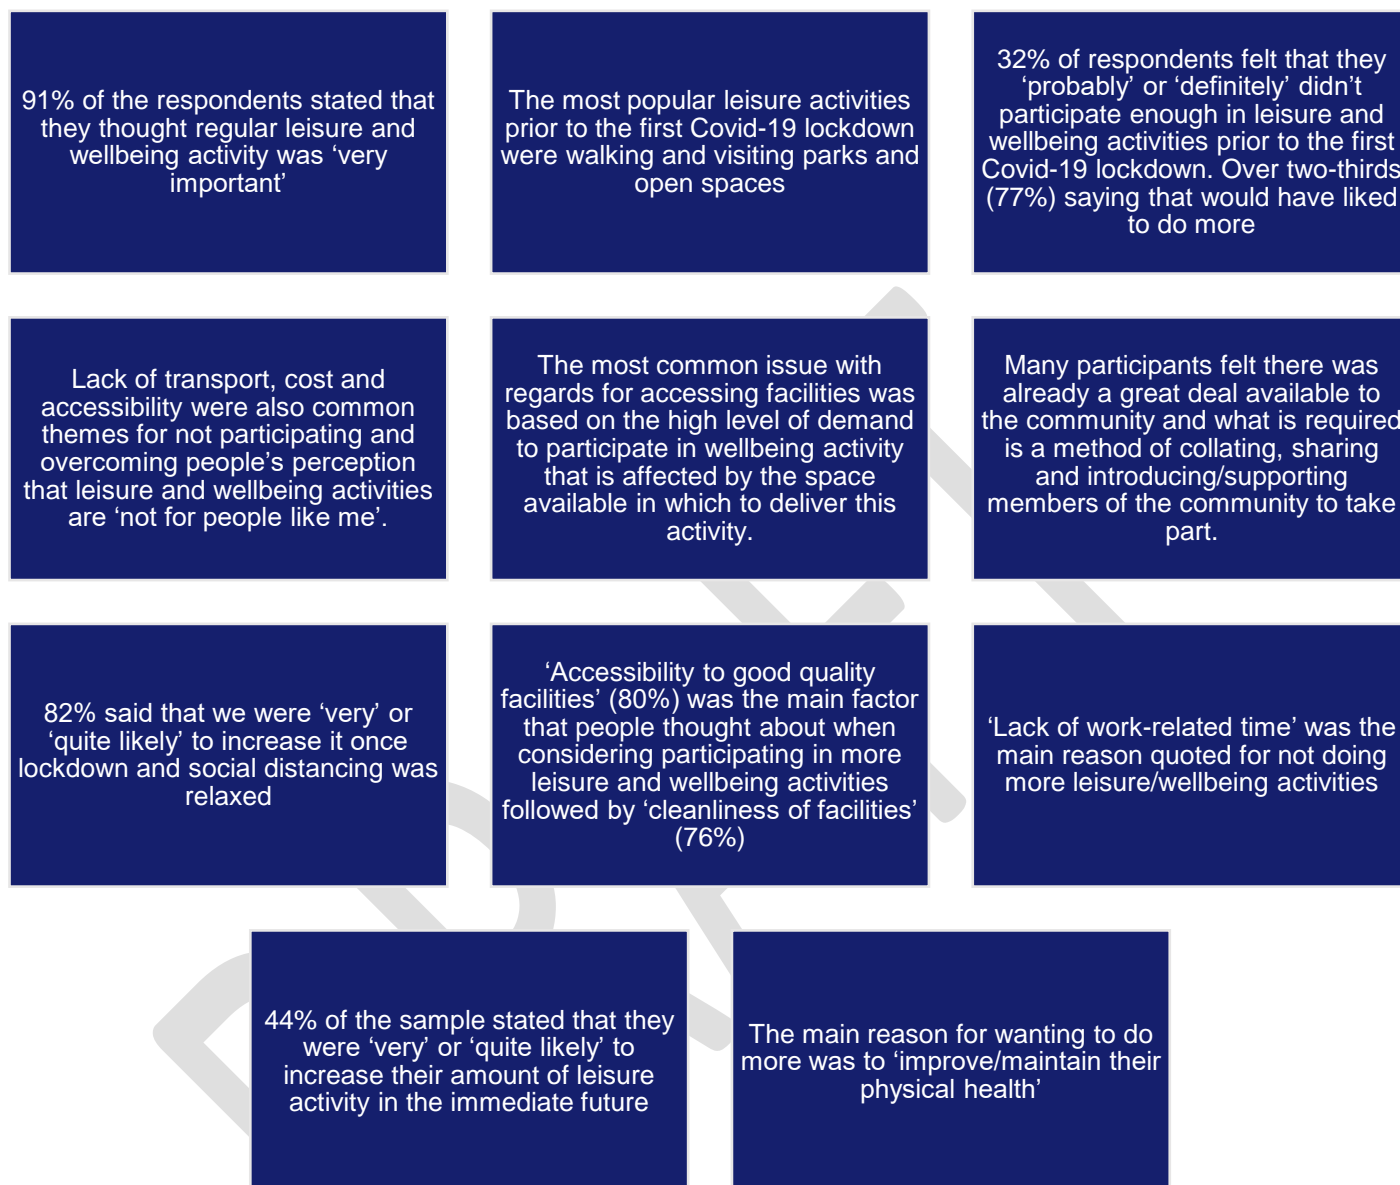 91% of the respondents stated that
they thought regular leisure and
wellbeing activity was ‘very
important’
The most popular leisure activities
prior to the first Covid-19 lockdown
were walking and visiting parks and
open spaces
32% of respondents felt that they
‘probably’ or ‘definitely’ didn’t
participate enough in leisure and
wellbeing activities prior to the first
Covid-19 lockdown. Over two-thirds
(77%) saying that would have liked
to do more
Lack of transport, cost and
accessibility were also common
themes for not participating and
overcoming people’s perception
that leisure and wellbeing activities
are ‘not for people like me’.
The most common issue with
regards for accessing facilities was
based on the high level of demand
to participate in wellbeing activity
that is affected by the space
available in which to deliver this
activity.
Many participants felt there was
already a great deal available to
the community and what is required
is a method of collating, sharing
and introducing/supporting
members of the community to take
part.
82% said that we were ‘very’ or
‘quite likely’ to increase it once
lockdown and social distancing was
relaxed
‘Accessibility to good quality
facilities’ (80%) was the main factor
that people thought about when
considering participating in more
leisure and wellbeing activities
followed by ‘cleanliness of facilities’
(76%)
‘Lack of work-related time’ was the
main reason quoted for not doing
more leisure/wellbeing activities
44% of the sample stated that they
were ‘very’ or ‘quite likely’ to
increase their amount of leisure
activity in the immediate future
The main reason for wanting to do
more was to ‘improve/maintain their
physical health’